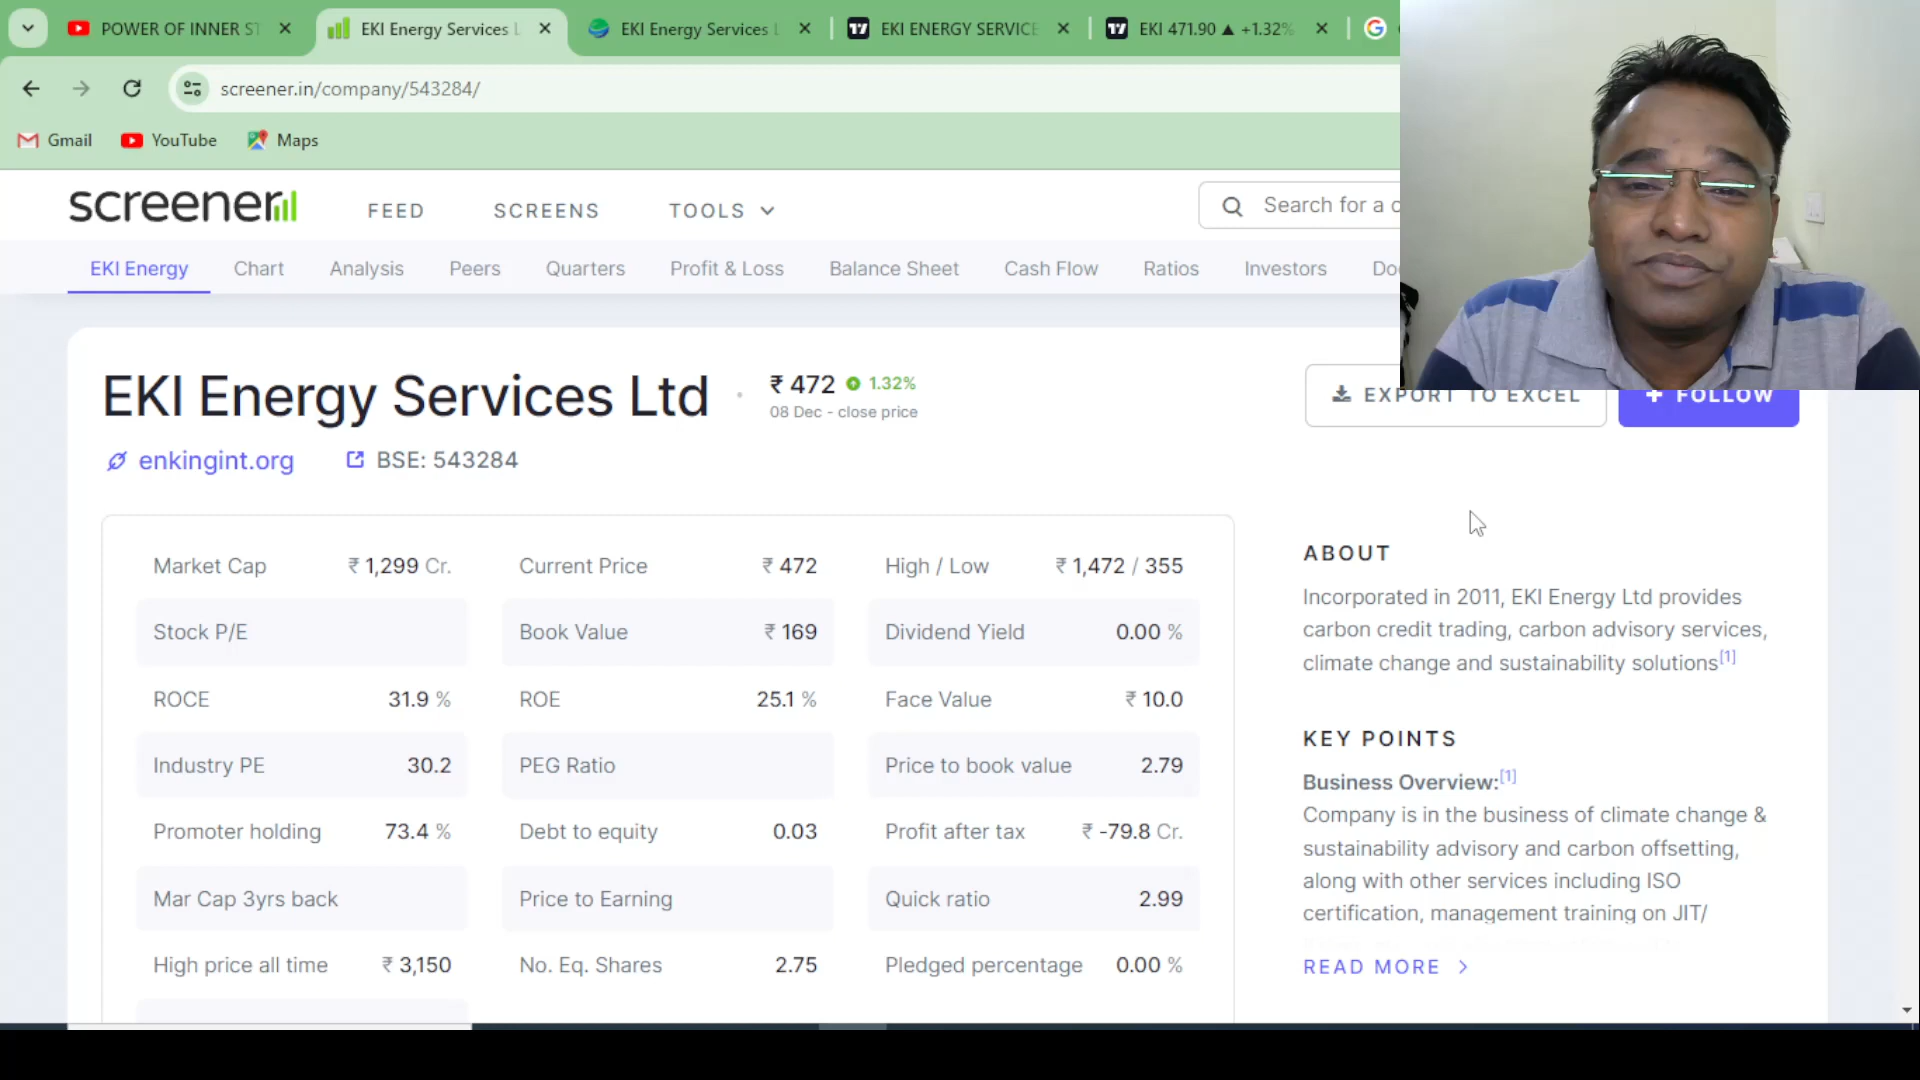 POWER OF INNER ST
EKI Energy Services L
EKI Energy Services L
EKI ENERGY SERVICE
EKI 471.90 ▲ +1.32%
screener.in/company/543284/
Gmail
YouTube
Maps
screener
FEED
SCREENS
TOOLS
Search for a c
EKI Energy
Chart
Analysis
Peers
Quarters
Profit & Loss
Balance Sheet
Cash Flow
Ratios
Investors
Do
EKI Energy Services Ltd
₹ 472 1.32%
08 Dec - close price
EXPORT TO EXCEL
+ FOLLOW
enkingint.org
BSE: 543284
Market Cap ₹ 1,299 Cr.
Current Price ₹ 472
High / Low ₹ 1,472 / 355
Stock P/E
Book Value ₹ 169
Dividend Yield 0.00 %
ROCE 31.9 %
ROE 25.1 %
Face Value ₹ 10.0
Industry PE 30.2
PEG Ratio
Price to book value 2.79
Promoter holding 73.4 %
Debt to equity 0.03
Profit after tax ₹ -79.8 Cr.
Mar Cap 3yrs back
Price to Earning
Quick ratio 2.99
High price all time ₹ 3,150
No. Eq. Shares 2.75
Pledged percentage 0.00 %
ABOUT
Incorporated in 2011, EKI Energy Ltd provides
carbon credit trading, carbon advisory services,
climate change and sustainability solutions[1]
KEY POINTS
Business Overview:[1]
Company is in the business of climate change &
sustainability advisory and carbon offsetting,
along with other services including ISO
certification, management training on JIT/
READ MORE